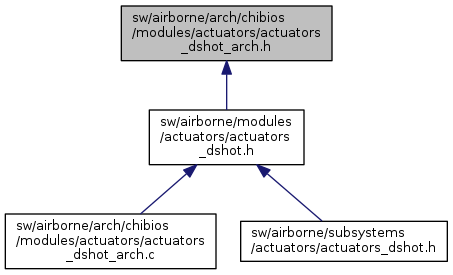 sw/airborne/arch/chibios
/modules/actuators/actuators
_dshot_arch.h
sw/airborne/modules
/actuators/actuators
_dshot.h
sw/airborne/arch/chibios
/modules/actuators/actuators
_dshot_arch.c
sw/airborne/subsystems
/actuators/actuators_dshot.h